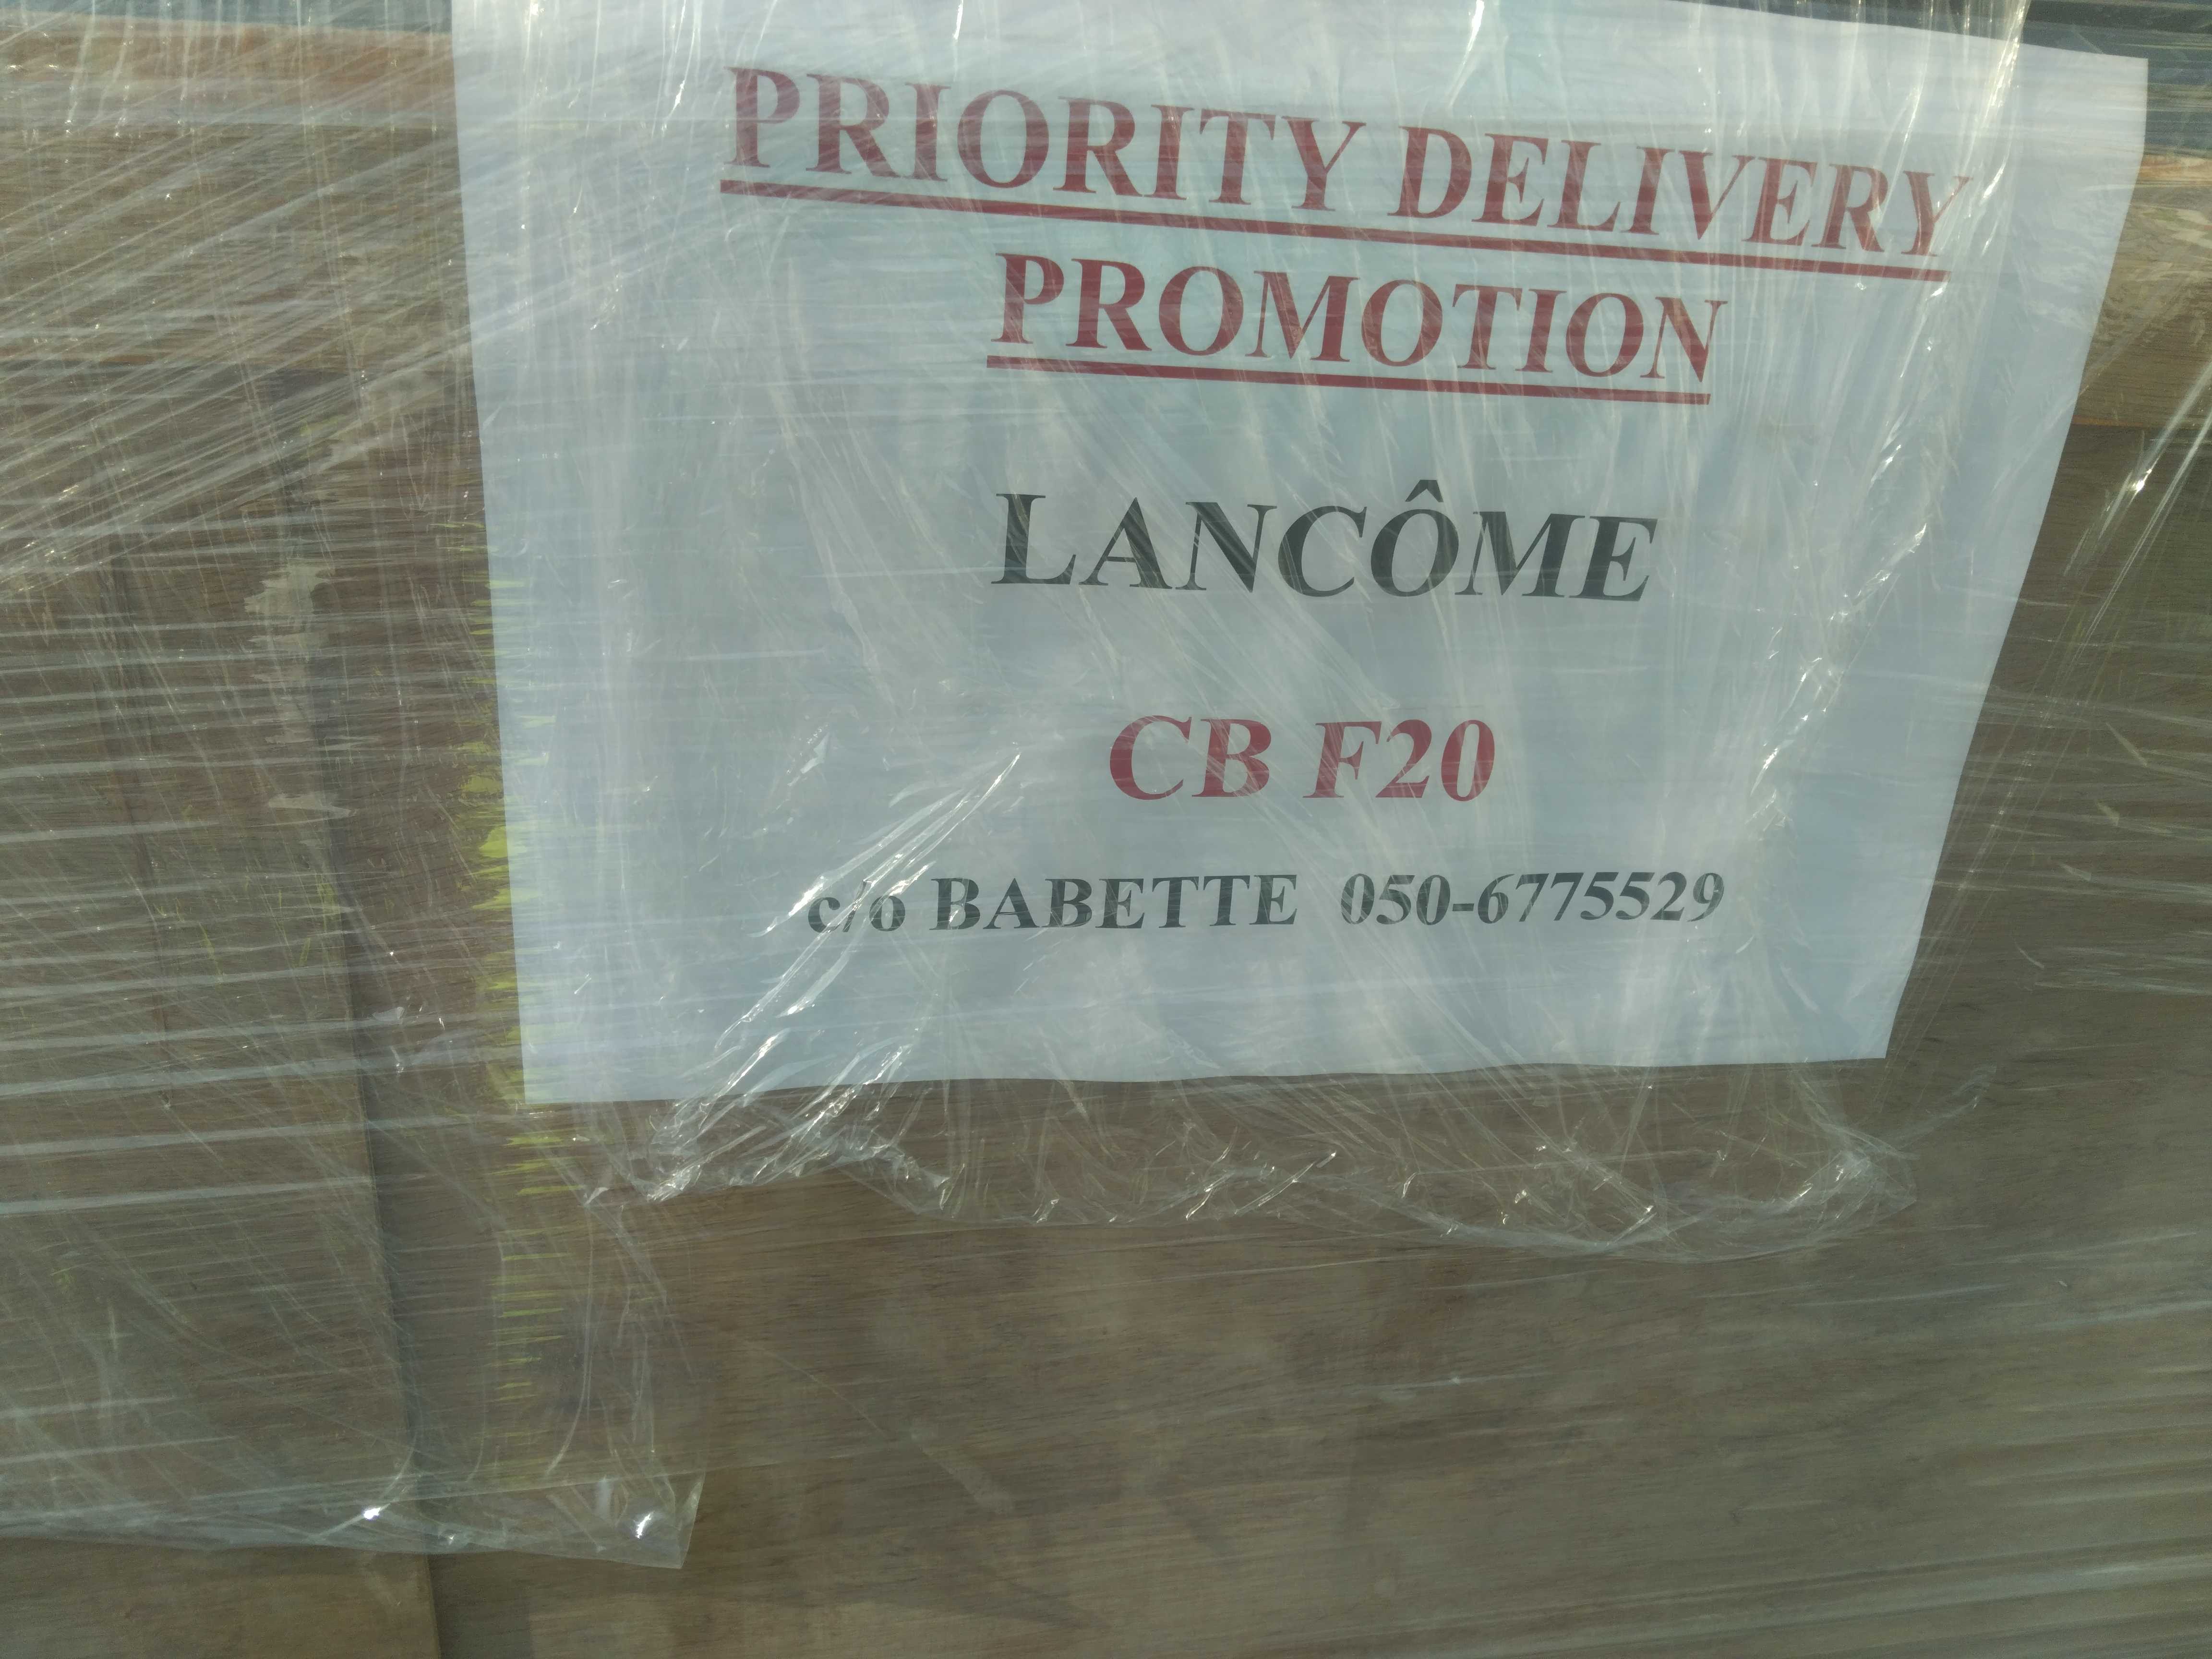 PRIORITY DELIVERY
PROMOTION
LANCÔME
CB F20
c/o BABETTE 050-6775529